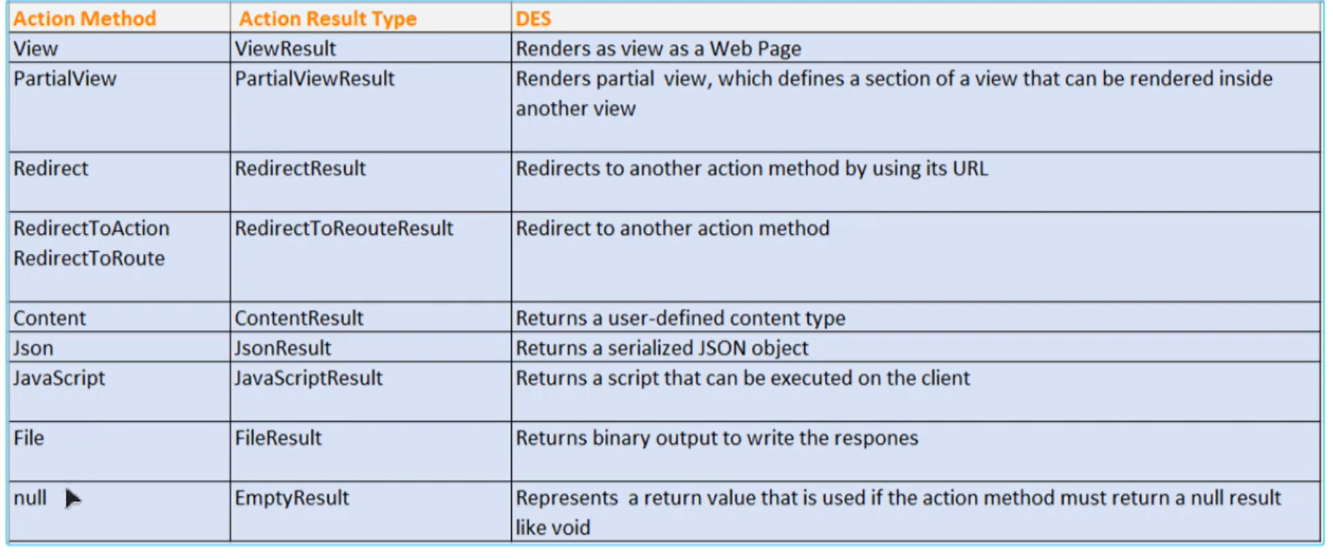 Action Method Action Result Type DES
View ViewResult Renders as view as a Web Page
PartialView PartialViewResult Renders partial view, which defines a section of a view that can be rendered inside
another view
Redirect RedirectResult Redirects to another action method by using its URL
RedirectToAction RedirectToReouteResult Redirect to another action method
RedirectToRoute
Content ContentResult Returns a user-defined content type
Json JsonResult Returns a serialized JSON object
JavaScript JavaScriptResult Returns a script that can be executed on the client
File FileResult Returns binary output to write the respones
null EmptyResult Represents a return value that is used if the action method must return a null result
like void